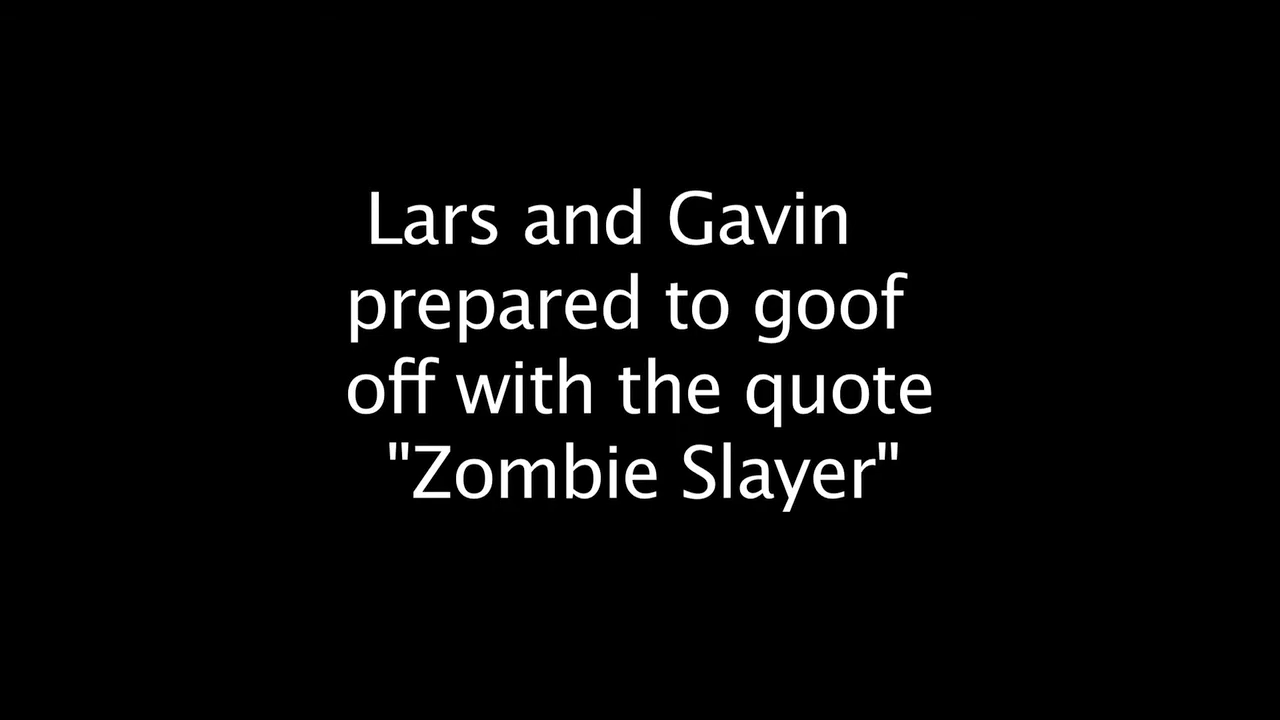 Lars and Gavin
prepared to goof
off with the quote
"Zombie Slayer"